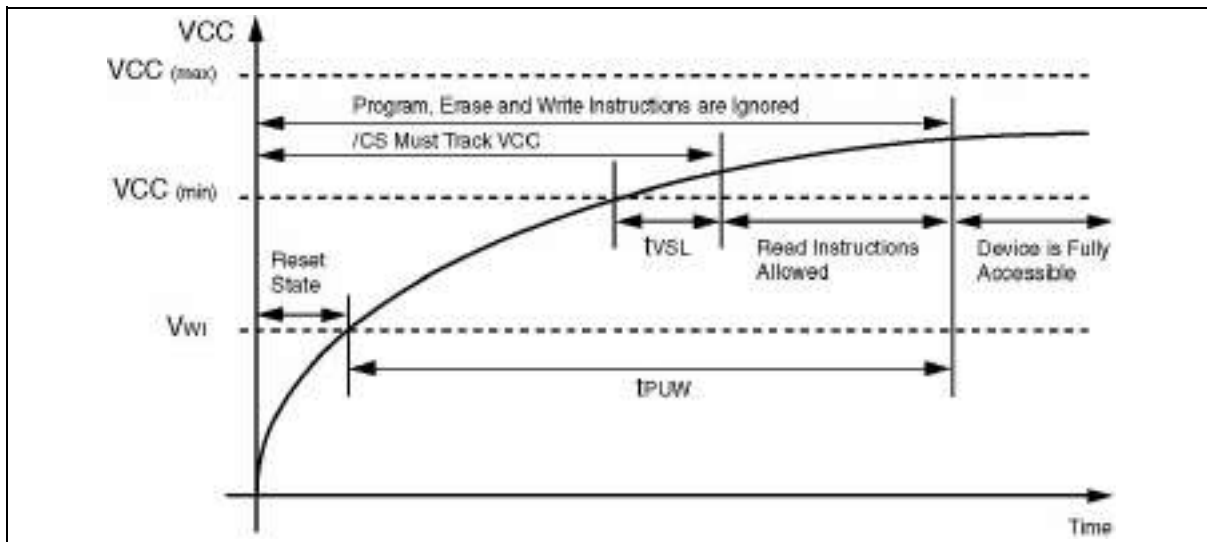 VCC
VCC (max)
Program, Erase and Write Instructions are Ignored
/CS Must Track VCC
VCC (min)
tVSL
Read Instructions
Allowed
Device is Fully
Accessible
Reset
State
VWI
tPUW
Time